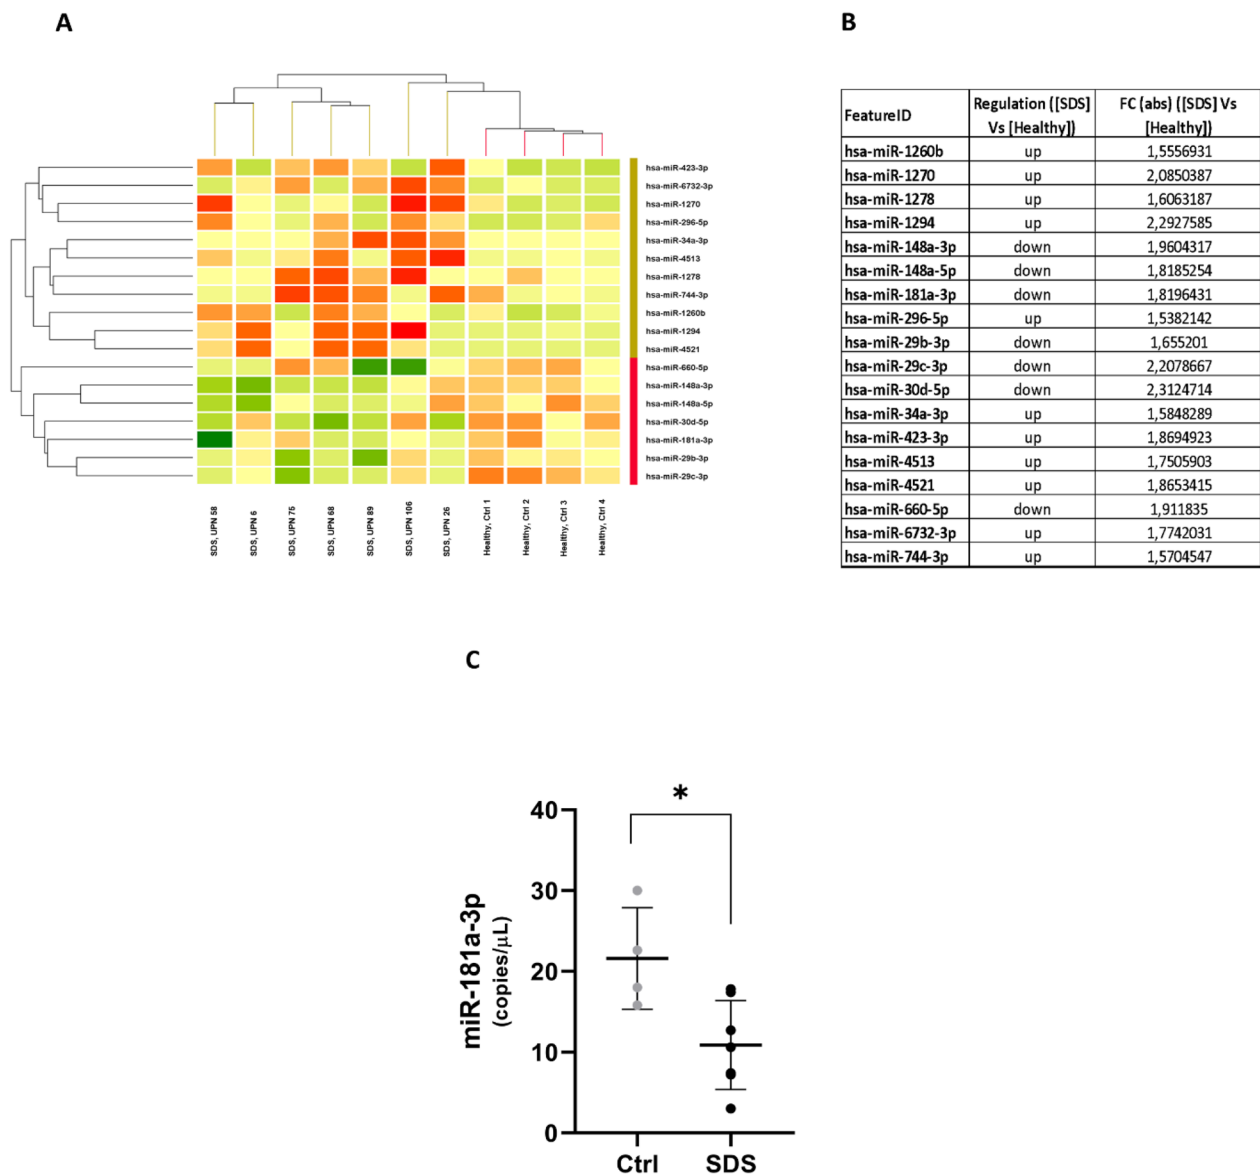 A
B
hsa-miR-423-3p
hsa-miR-6732-3p
hsa-miR-1270
hsa-miR-296-5p
hsa-miR-34a-3p
hsa-miR-4513
hsa-miR-1278
hsa-miR-744-3p
hsa-miR-1260b
hsa-miR-1294
hsa-miR-4521
hsa-miR-660-5p
hsa-miR-148a-3p
hsa-miR-148a-5p
hsa-miR-30d-5p
hsa-miR-181a-3p
hsa-miR-29b-3p
hsa-miR-29c-3p
SDS, UPN 58
SDS, UPN 6
SDS, UPN 75
SDS, UPN 68
SDS, UPN 89
SDS, UPN 106
SDS, UPN 26
Healthy, Ctrl 1
Healthy, Ctrl 2
Healthy, Ctrl 3
Healthy, Ctrl 4
FeatureID Regulation ([SDS] Vs [Healthy]) FC (abs) ([SDS] Vs [Healthy])
hsa-miR-1260b up 1,5556931
hsa-miR-1270 up 2,0850387
hsa-miR-1278 up 1,6063187
hsa-miR-1294 up 2,2927585
hsa-miR-148a-3p down 1,9604317
hsa-miR-148a-5p down 1,8185254
hsa-miR-181a-3p down 1,8196431
hsa-miR-296-5p up 1,5382142
hsa-miR-29b-3p down 1,655201
hsa-miR-29c-3p down 2,2078667
hsa-miR-30d-5p down 2,3124714
hsa-miR-34a-3p up 1,5848289
hsa-miR-423-3p up 1,8694923
hsa-miR-4513 up 1,7505903
hsa-miR-4521 up 1,8653415
hsa-miR-660-5p down 1,911835
hsa-miR-6732-3p up 1,7742031
hsa-miR-744-3p up 1,5704547
C
*
40
30
20
10
0
miR-181a-3p
(copies/μL)
Ctrl
SDS